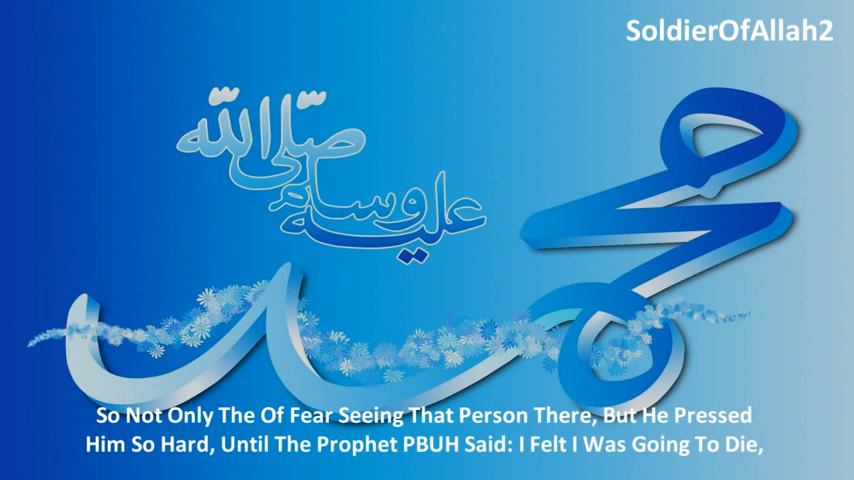 SoldierOfAllah2
صلى الله
عليه وسلم
محمد
So Not Only The Of Fear Seeing That Person There, But He Pressed
Him So Hard, Until The Prophet PBUH Said: I Felt I Was Going To Die,